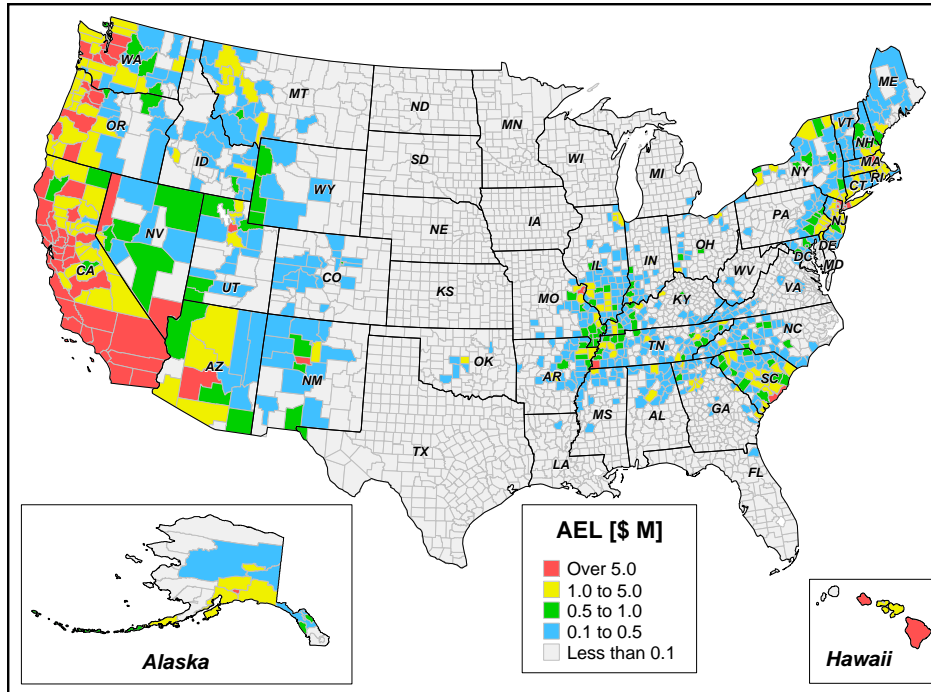 WA
MT
ND
MN
ME
VT
NH
OR
ID
SD
WI
NY
MA
WY
MI
CT
RI
IA
PA
NJ
NE
NV
OH
DE
IL
IN
DC
UT
CO
WV
MD
CA
KS
MO
KY
VA
NC
TN
OK
AZ
AR
SC
NM
MS
AL
GA
TX
LA
FL
AEL [$ M]
Over 5.0
1.0 to 5.0
0.5 to 1.0
0.1 to 0.5
Less than 0.1
Alaska
Hawaii